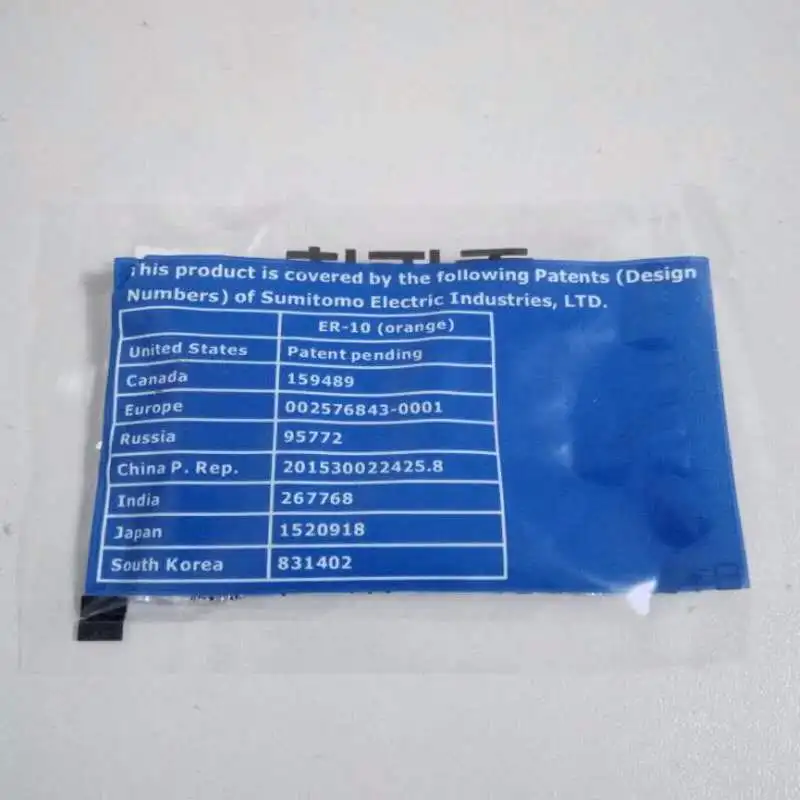 This product is covered by the following Patents (Design
Numbers) of Sumitomo Electric Industries, LTD.
ER-10 (orange)
United States Patent pending
Canada 159489
Europe 002576843-0001
Russia 95772
China P. Rep. 201530022425.8
India 267768
Japan 1520918
South Korea 831402